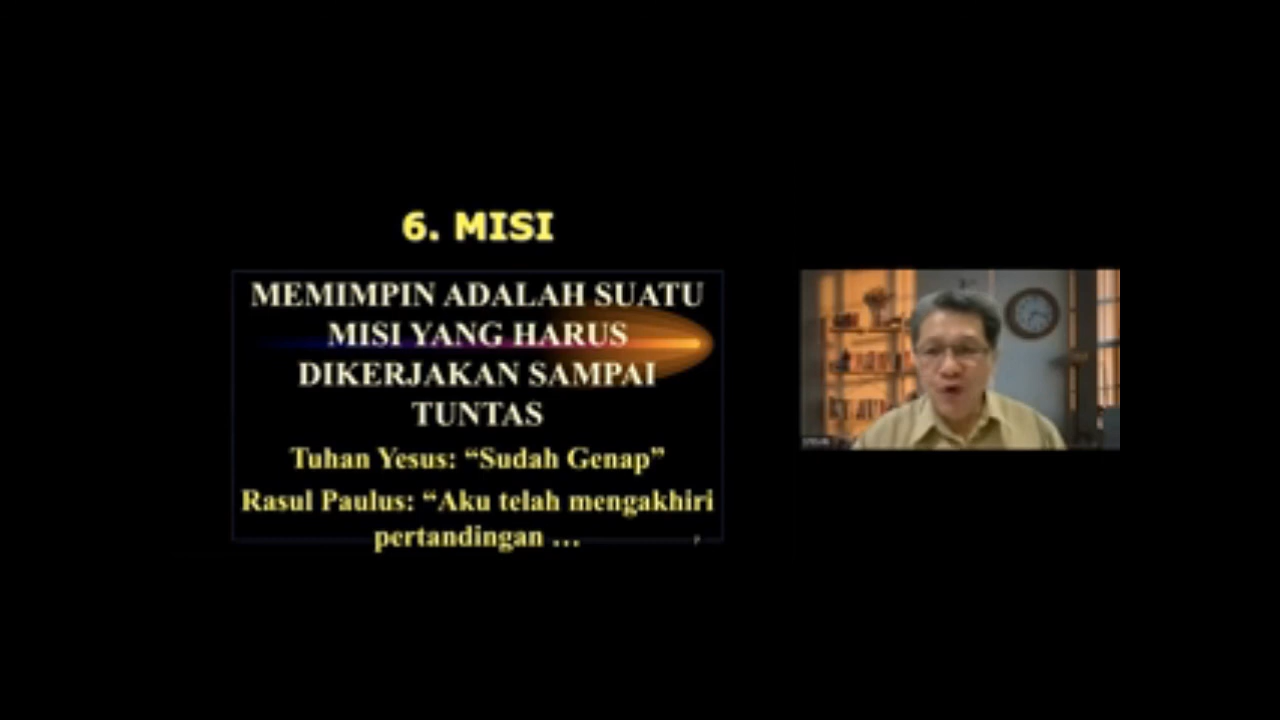 6. MISI
MEMIMPIN ADALAH SUATU
MISI YANG HARUS
DIKERJAKAN SAMPAI
TUNTAS
Tuhan Yesus: “Sudah Genap”
Rasul Paulus: “Aku telah mengakhiri
pertandingan …